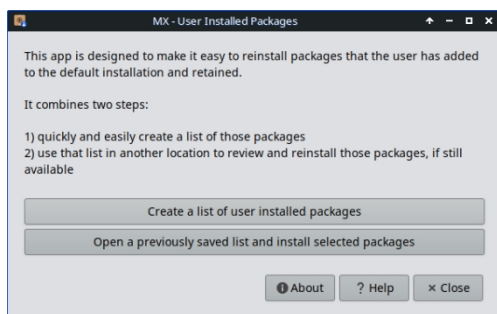 MX - User Installed Packages
This app is designed to make it easy to reinstall packages that the user has added
to the default installation and retained.
It combines two steps:
1) quickly and easily create a list of those packages
2) use that list in another location to review and reinstall those packages, if still
available
Create a list of user installed packages
Open a previously saved list and install selected packages
About
? Help
× Close